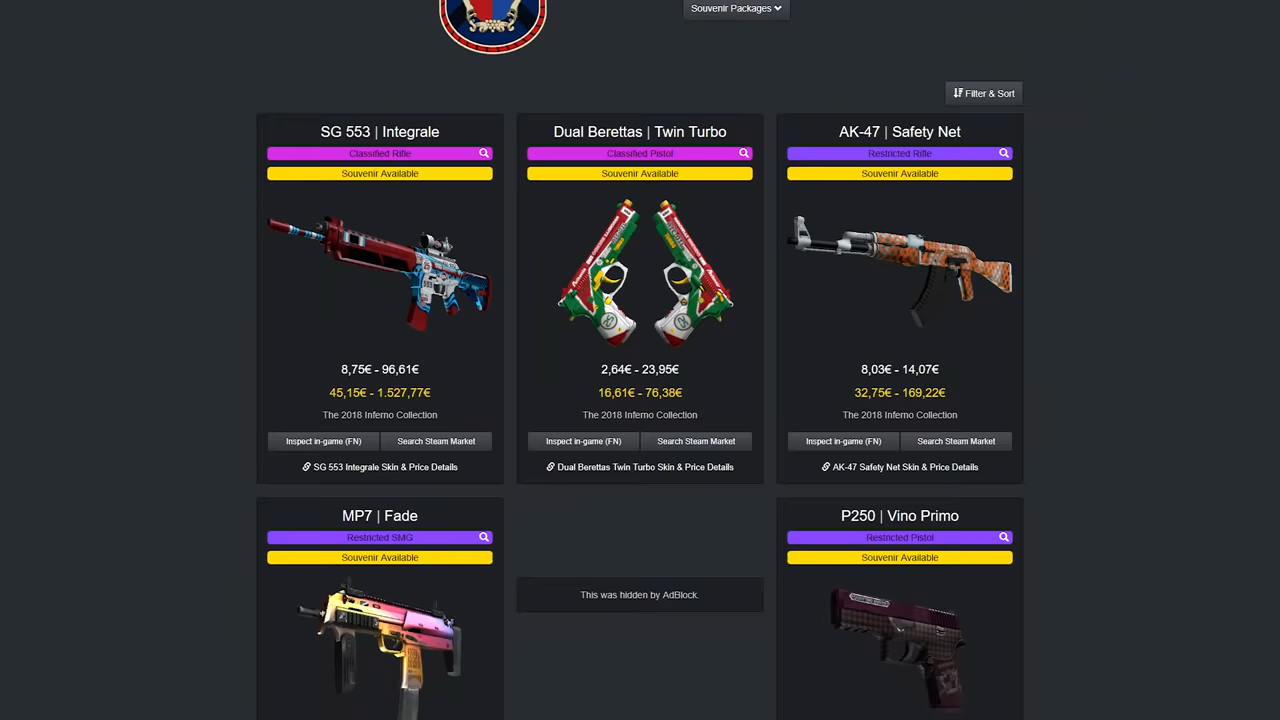 Souvenir Packages
Filter & Sort
SG 553 | Integrale
Classified Rifle
Souvenir Available
8,75€ - 96,61€
45,15€ - 1.527,77€
The 2018 Inferno Collection
Inspect in-game (FN)
Search Steam Market
SG 553 Integrale Skin & Price Details
Dual Berettas | Twin Turbo
Classified Pistol
Souvenir Available
2,64€ - 23,95€
16,61€ - 76,38€
The 2018 Inferno Collection
Inspect in-game (FN)
Search Steam Market
Dual Berettas Twin Turbo Skin & Price Details
AK-47 | Safety Net
Restricted Rifle
Souvenir Available
8,03€ - 14,07€
32,75€ - 169,22€
The 2018 Inferno Collection
Inspect in-game (FN)
Search Steam Market
AK-47 Safety Net Skin & Price Details
MP7 | Fade
Restricted SMG
Souvenir Available
This was hidden by AdBlock.
P250 | Vino Primo
Restricted Pistol
Souvenir Available